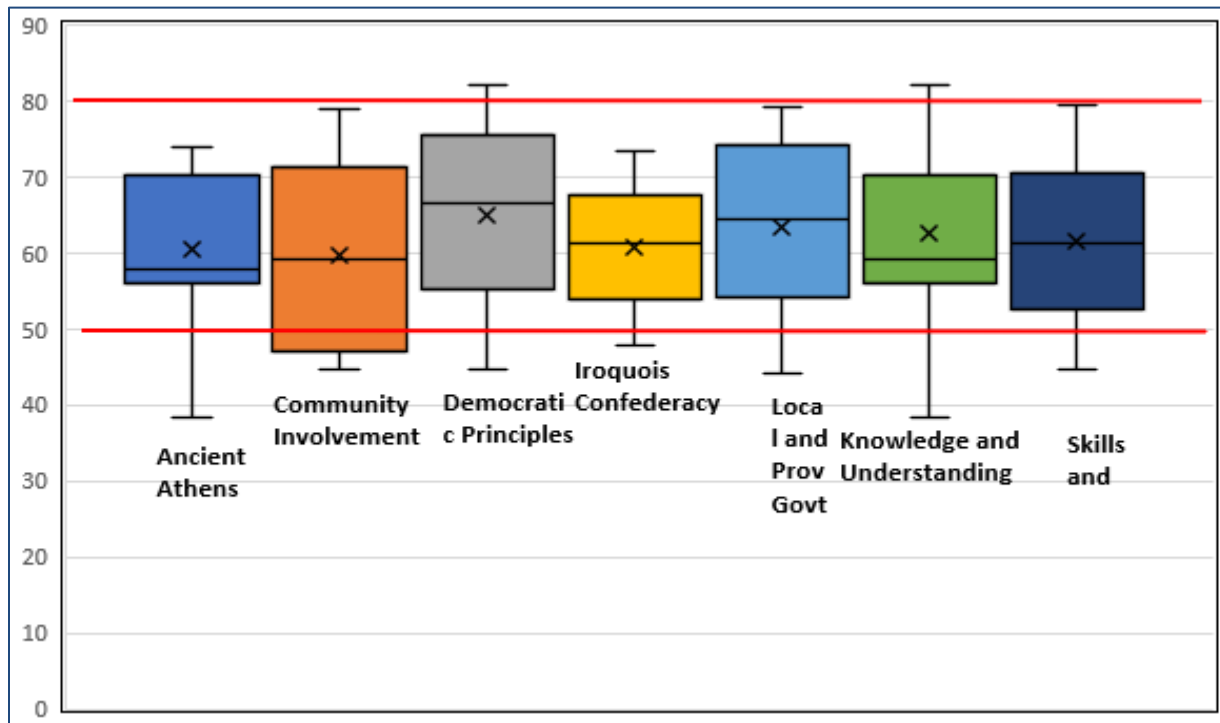 90
80
70
60
50
40
30
20
10
0
Ancient
Athens
Community
Involvement
Democrati
c Principles
Iroquois
Confederacy
Loca
l and
Prov
Govt
Knowledge and
Understanding
Skills
and